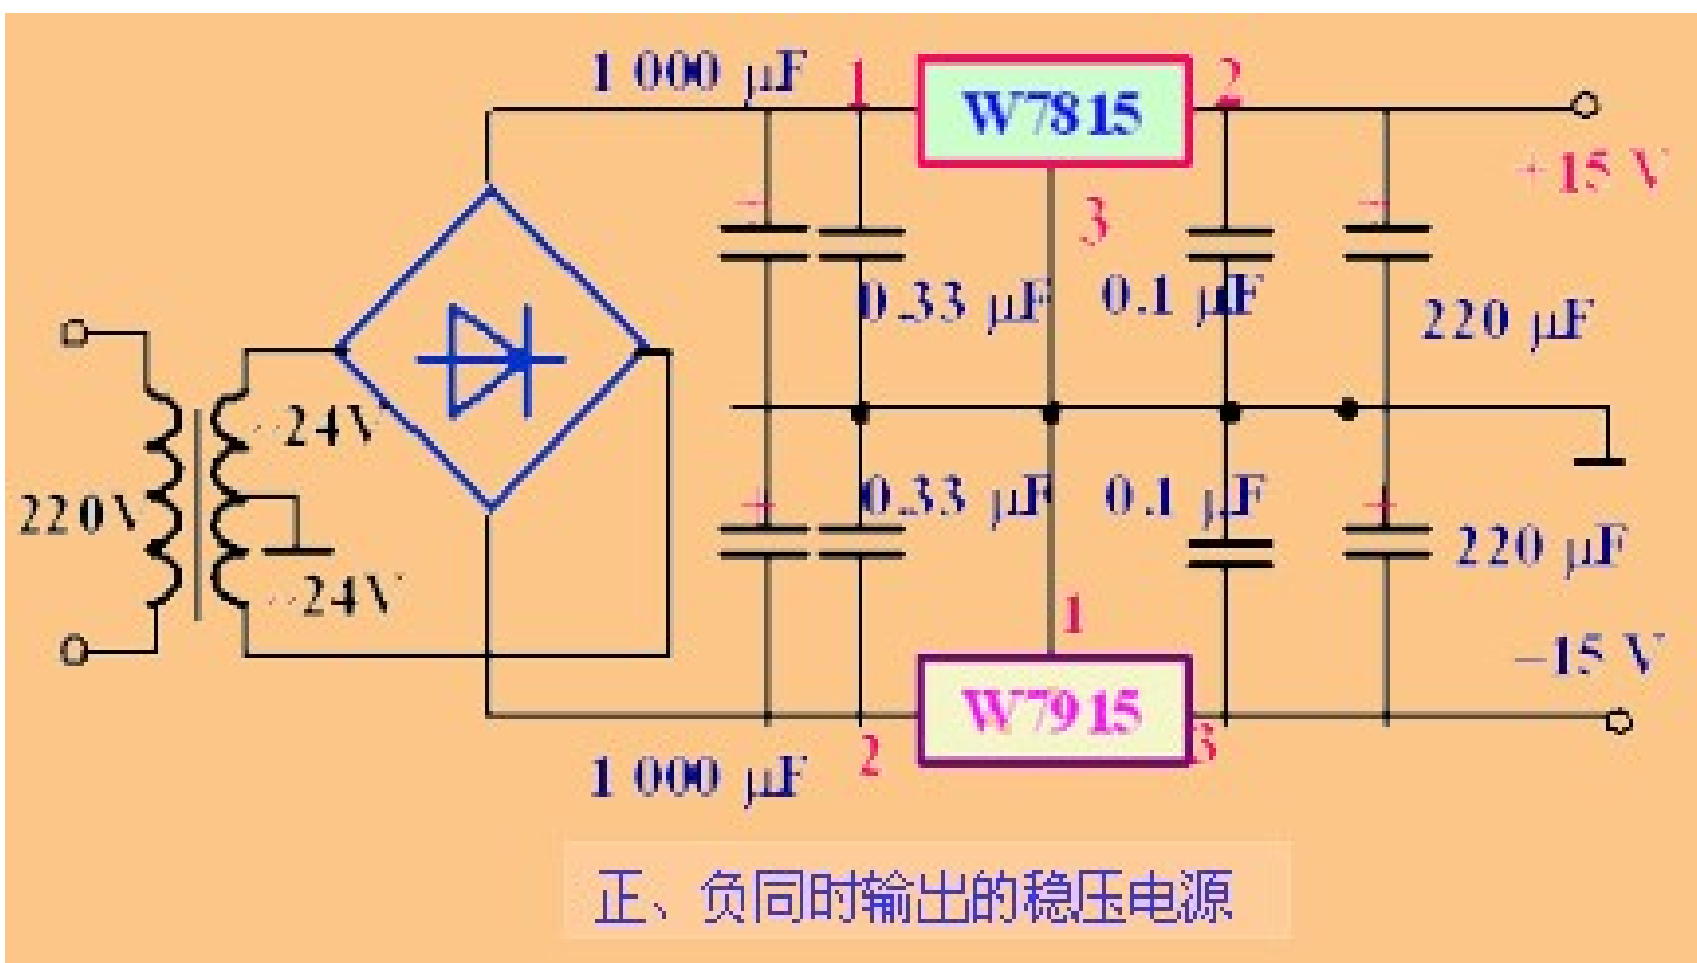 1 000 μF
1
W7815
2
+15 V
+
+
3
0.33 μF
0.1 μF
220 μF
~24V
220V
+
0.33 μF
0.1 μF
+
220 μF
~24V
1
−15 V
W7915
2
3
1 000 μF
正、负同时输出的稳压电源